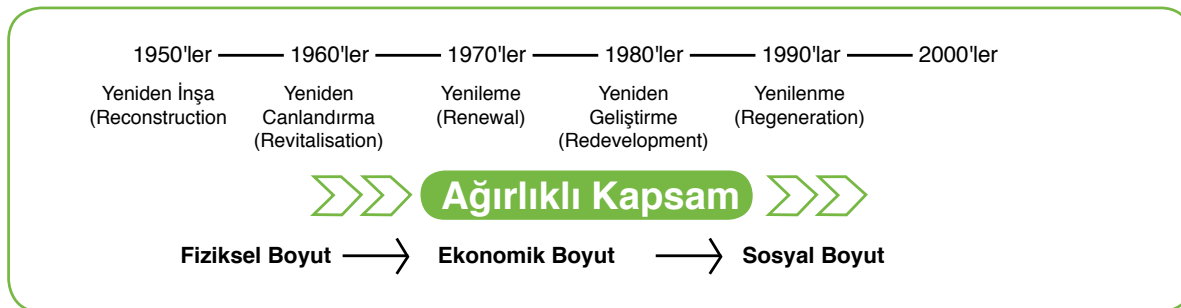 1950'ler 1960'ler 1970'ler 1980'ler 1990'lar 2000'ler
Yeniden İnşa Yeniden Yenileme Yeniden Yenilenme
(Reconstruction Canlandırma (Renewal) Geliştirme (Regeneration)
(Revitalisation) (Redevelopment)
Ağırlıklı Kapsam
Fiziksel Boyut Ekonomik Boyut Sosyal Boyut